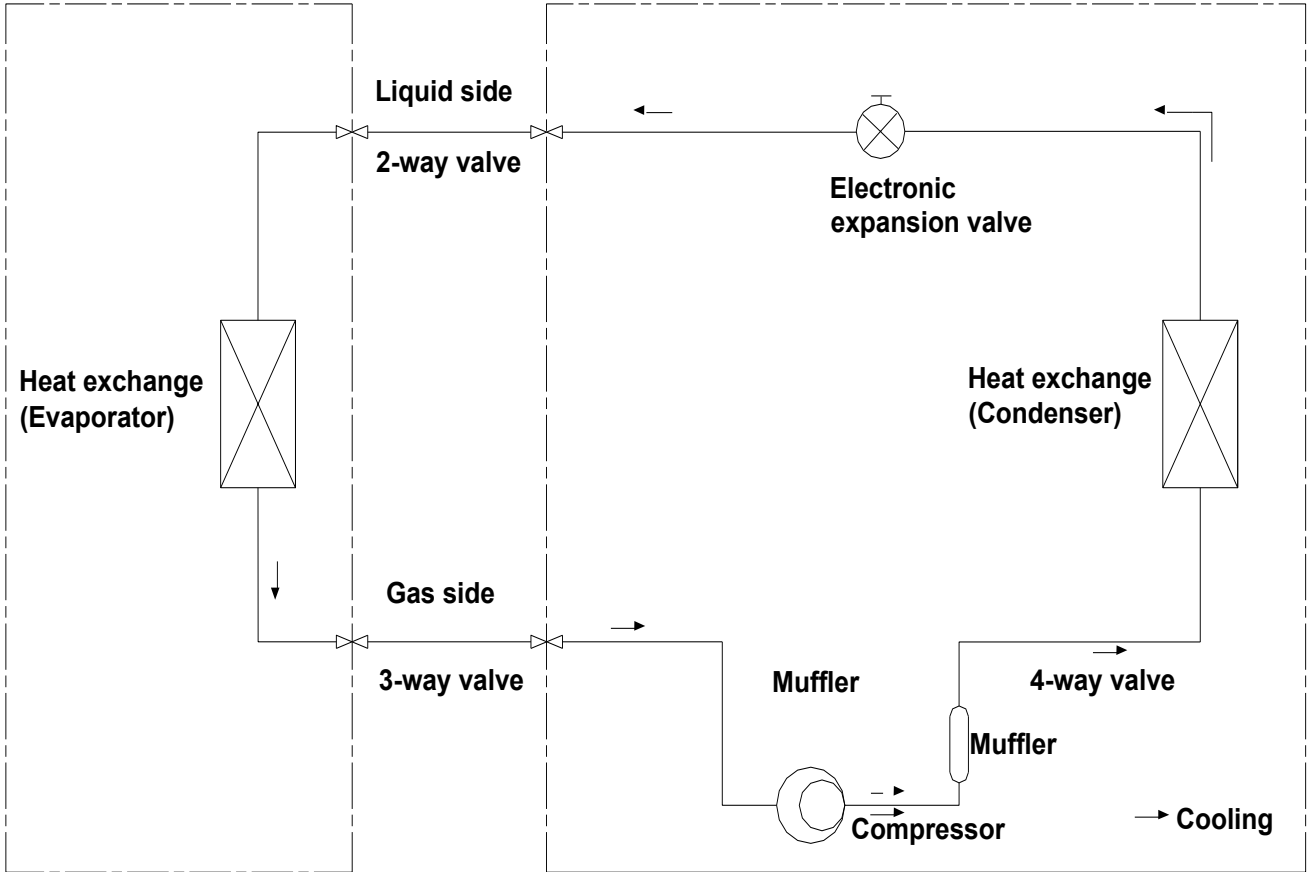 Liquid side
2-way valve
Electronic
expansion valve
Heat exchange
(Evaporator)
Heat exchange
(Condenser)
Gas side
3-way valve
Muffler
4-way valve
Muffler
Compressor
Cooling